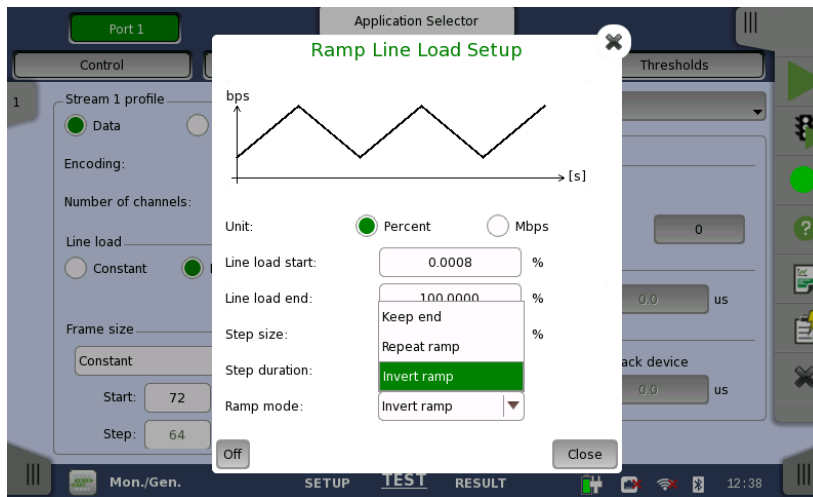 Port 1
Application Selector
Control
Thresholds
Ramp Line Load Setup
1
Stream 1 profile
Data
Encoding:
Number of channels:
Line load
Constant
Frame size
Constant
Start: 72
Step: 64
bps
[s]
Unit: Percent Mbps
Line load start: 0.0008 %
Line load end: 100.0000 %
Step size: %
Step duration:
Ramp mode: Invert ramp
Keep end
Repeat ramp
Invert ramp
Off
Close
0
0.0 us
ack device
0.0 us
?
Mon./Gen.
SETUP TEST RESULT
12:38